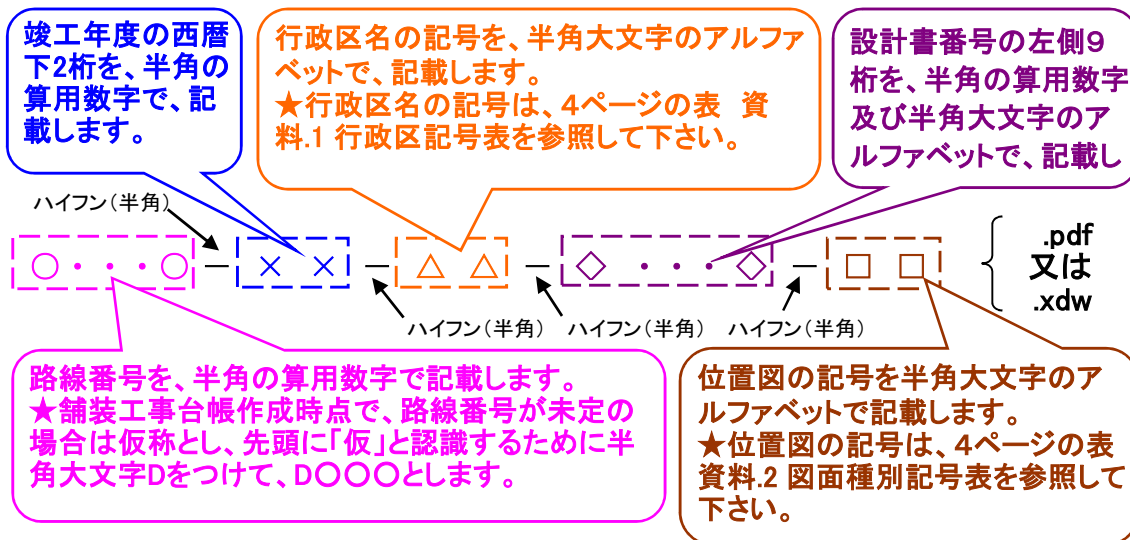 竣工年度の西暦
下2桁を、半角の
算用数字で、記
載します。
行政区名の記号を、半角大文字のアルファ
ベットで、記載します。
★行政区名の記号は、4ページの表 資
料.1 行政区記号表を参照して下さい。
設計書番号の左側9
桁を、半角の算用数字
及び半角大文字のア
ルファベットで、記載し
ハイフン(半角)
○・・・○ － × × － △ △ － ◇ ・・・ ◇ － □ □
.pdf
又は
.xdw
ハイフン(半角) ハイフン(半角) ハイフン(半角)
路線番号を、半角の算用数字で記載します。
★舗装工事台帳作成時点で、路線番号が未定の
場合は仮称とし、先頭に「仮」と認識するために半
角大文字Dをつけて、D○○○とします。
位置図の記号を半角大文字のア
ルファベットで記載します。
★位置図の記号は、4ページの表
資料.2 図面種別記号表を参照して
下さい。